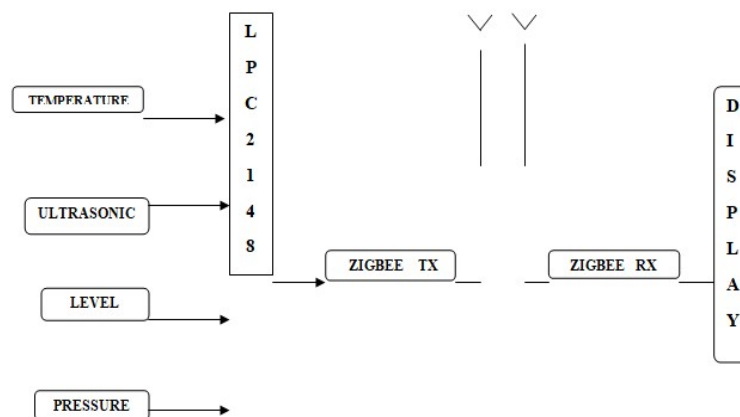 TEMPERATURE
ULTRASONIC
LEVEL
PRESSURE
L
P
C
2
1
4
8
ZIGBEE TX
ZIGBEE RX
D
I
S
P
L
A
Y